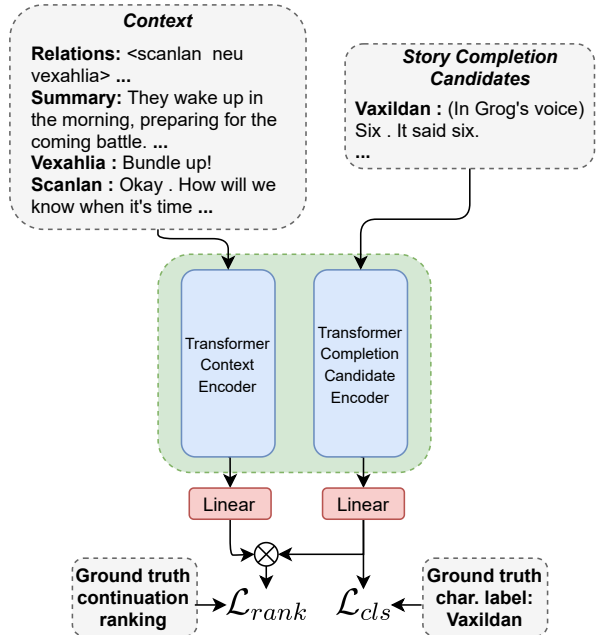 Context
Relations: <scanlan neu
vexahlia> ...
Summary: They wake up in
the morning, preparing for the
coming battle. ...
Vexahlia : Bundle up!
Scanlan : Okay . How will we
know when it's time ...
Story Completion
Candidates
Vaxildan : (In Grog's voice)
Six . It said six.
...
Transformer
Context
Encoder
Transformer
Completion
Candidate
Encoder
Linear
Linear
Ground truth
continuation
ranking
ℒrank
ℒcls
Ground truth
char. label:
Vaxildan